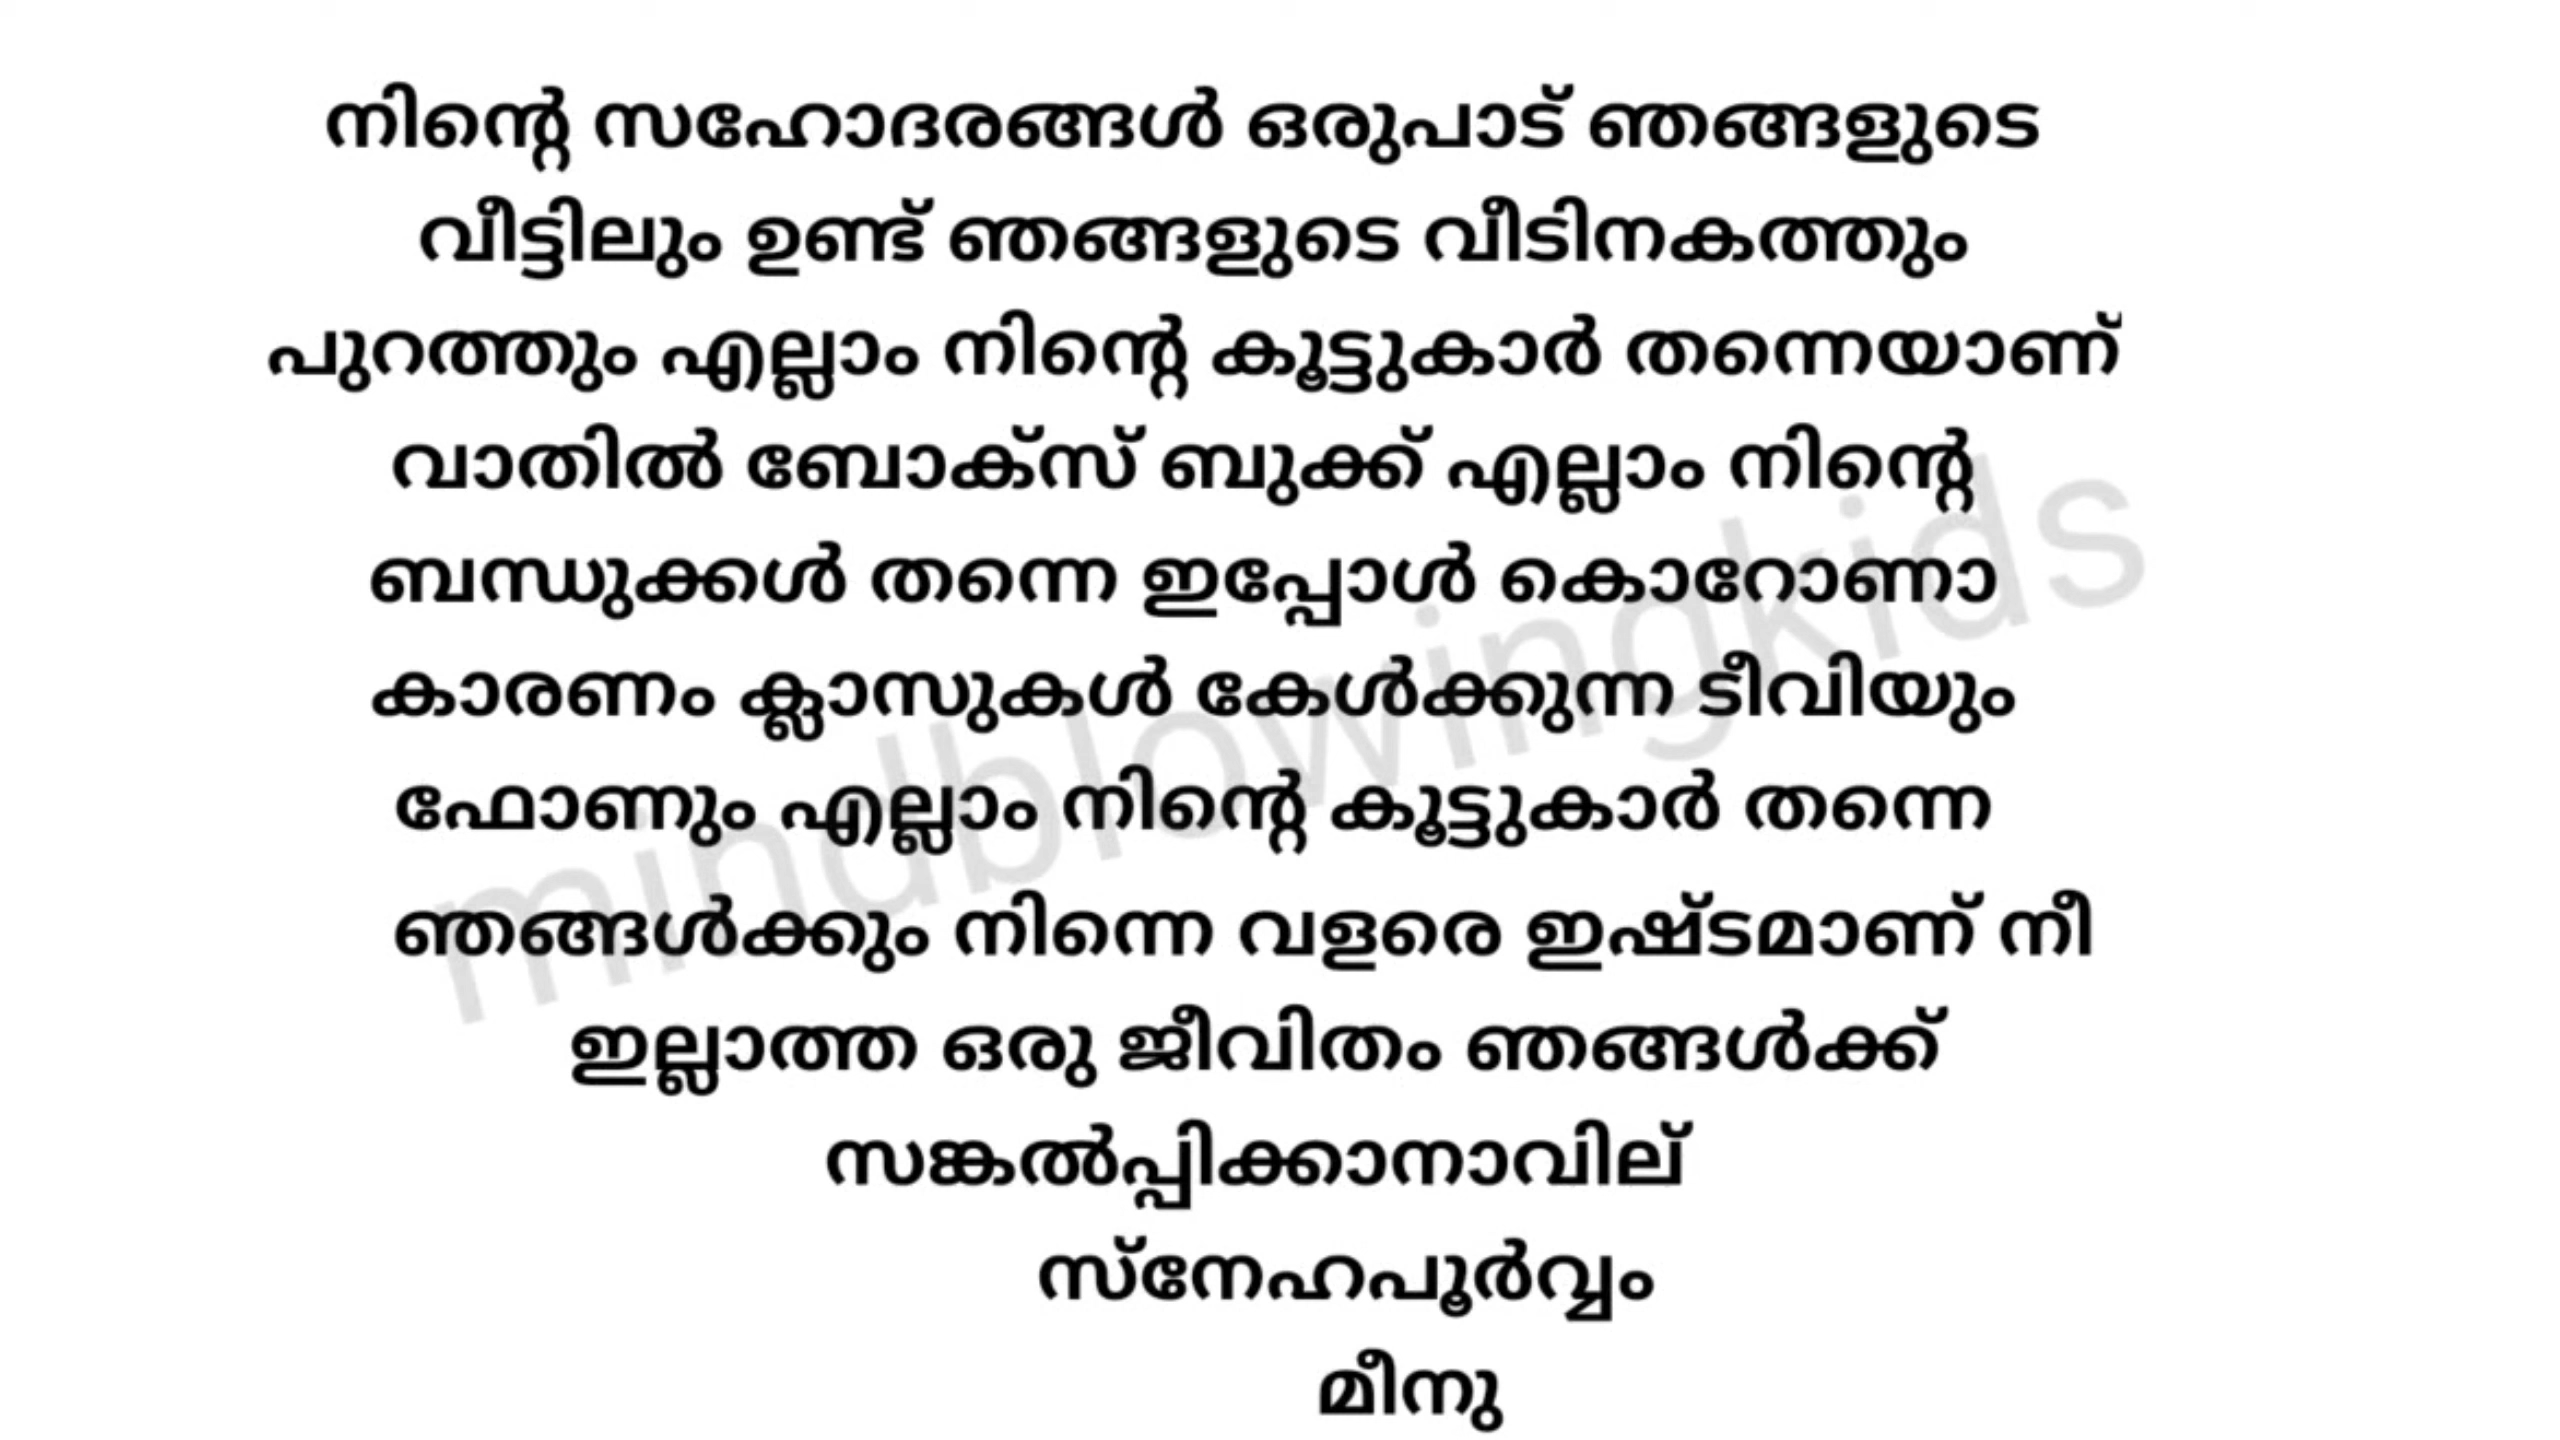 നിന്റെ സഹോദരങ്ങൾ ഒരുപാട് ഞങ്ങളുടെ
വീട്ടിലും ഉണ്ട് ഞങ്ങളുടെ വീടിനകത്തും
പുറത്തും എല്ലാം നിന്റെ കൂട്ടുകാർ തന്നെയാണ്
വാതിൽ ബോക്സ് ബുക്ക് എല്ലാം നിന്റെ
ബന്ധുക്കൾ തന്നെ ഇപ്പോൾ കൊറോണാ
കാരണം ക്ലാസുകൾ കേൾക്കുന്ന ടീവിയും
ഫോണും എല്ലാം നിന്റെ കൂട്ടുകാർ തന്നെ
ഞങ്ങൾക്കും നിന്നെ വളരെ ഇഷ്ടമാണ് നീ
ഇല്ലാത്ത ഒരു ജീവിതം ഞങ്ങൾക്ക്
സങ്കൽപ്പിക്കാനാവില്
സ്നേഹപൂർവ്വം
മീനു
mindblowingkids